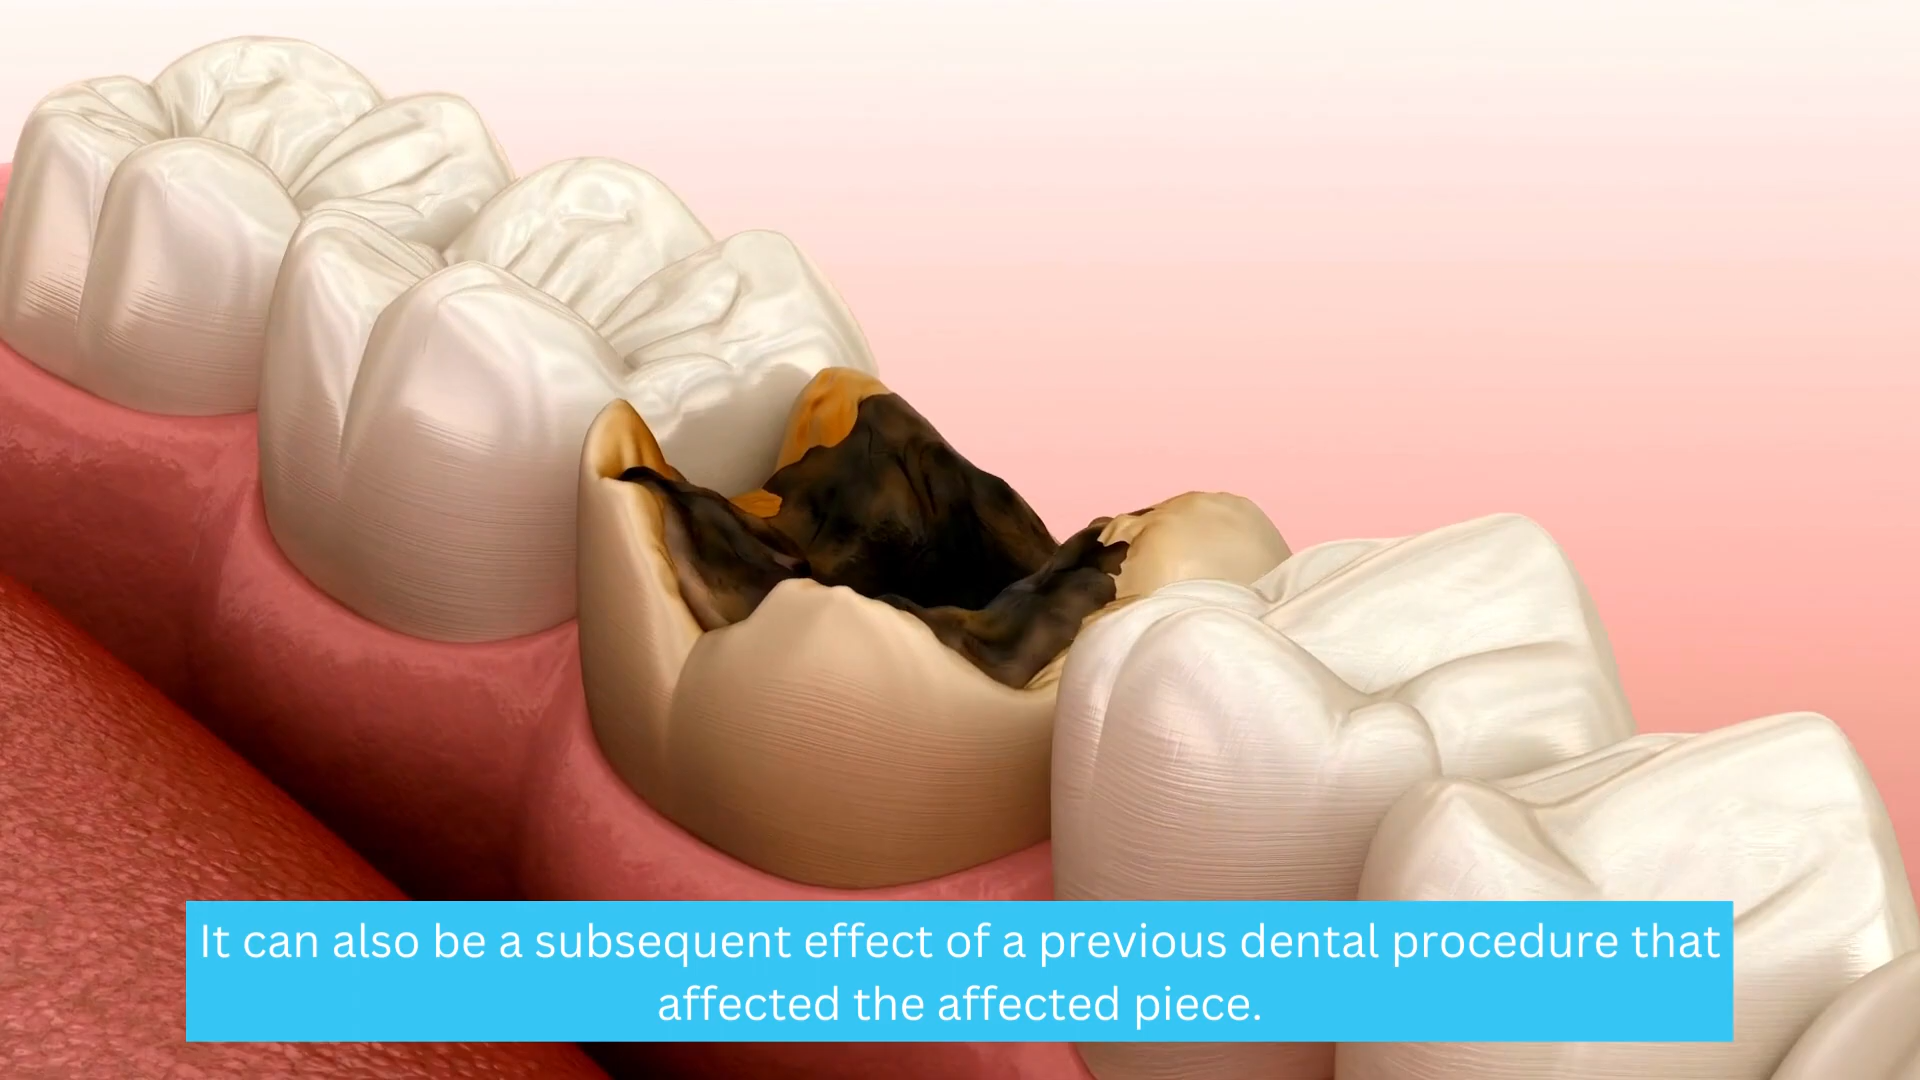 It can also be a subsequent effect of a previous dental procedure that
affected the affected piece.